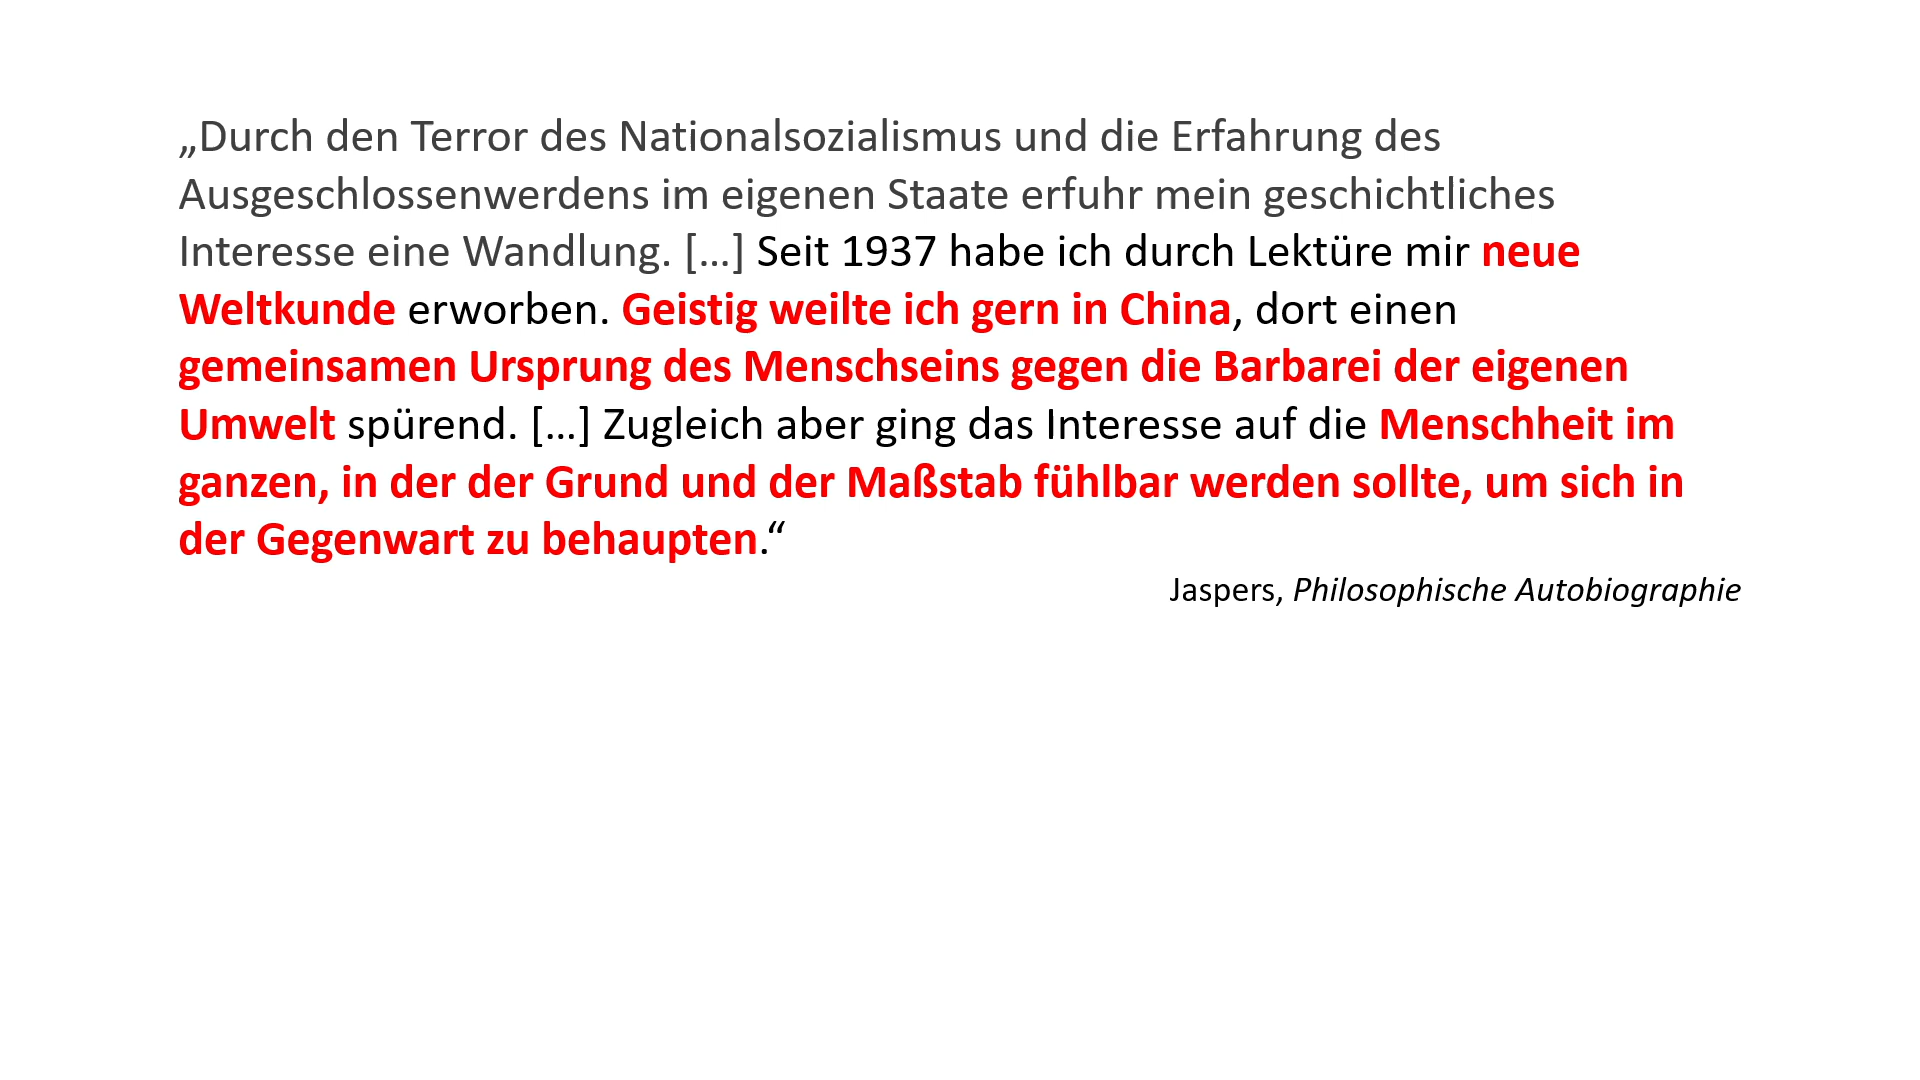 „Durch den Terror des Nationalsozialismus und die Erfahrung des
Ausgeschlossenwerdens im eigenen Staate erfuhr mein geschichtliches
Interesse eine Wandlung. […] Seit 1937 habe ich durch Lektüre mir neue
Weltkunde erworben. Geistig weilte ich gern in China, dort einen
gemeinsamen Ursprung des Menschseins gegen die Barbarei der eigenen
Umwelt spürend. […] Zugleich aber ging das Interesse auf die Menschheit im
ganzen, in der der Grund und der Maßstab fühlbar werden sollte, um sich in
der Gegenwart zu behaupten.“
Jaspers, Philosophische Autobiographie